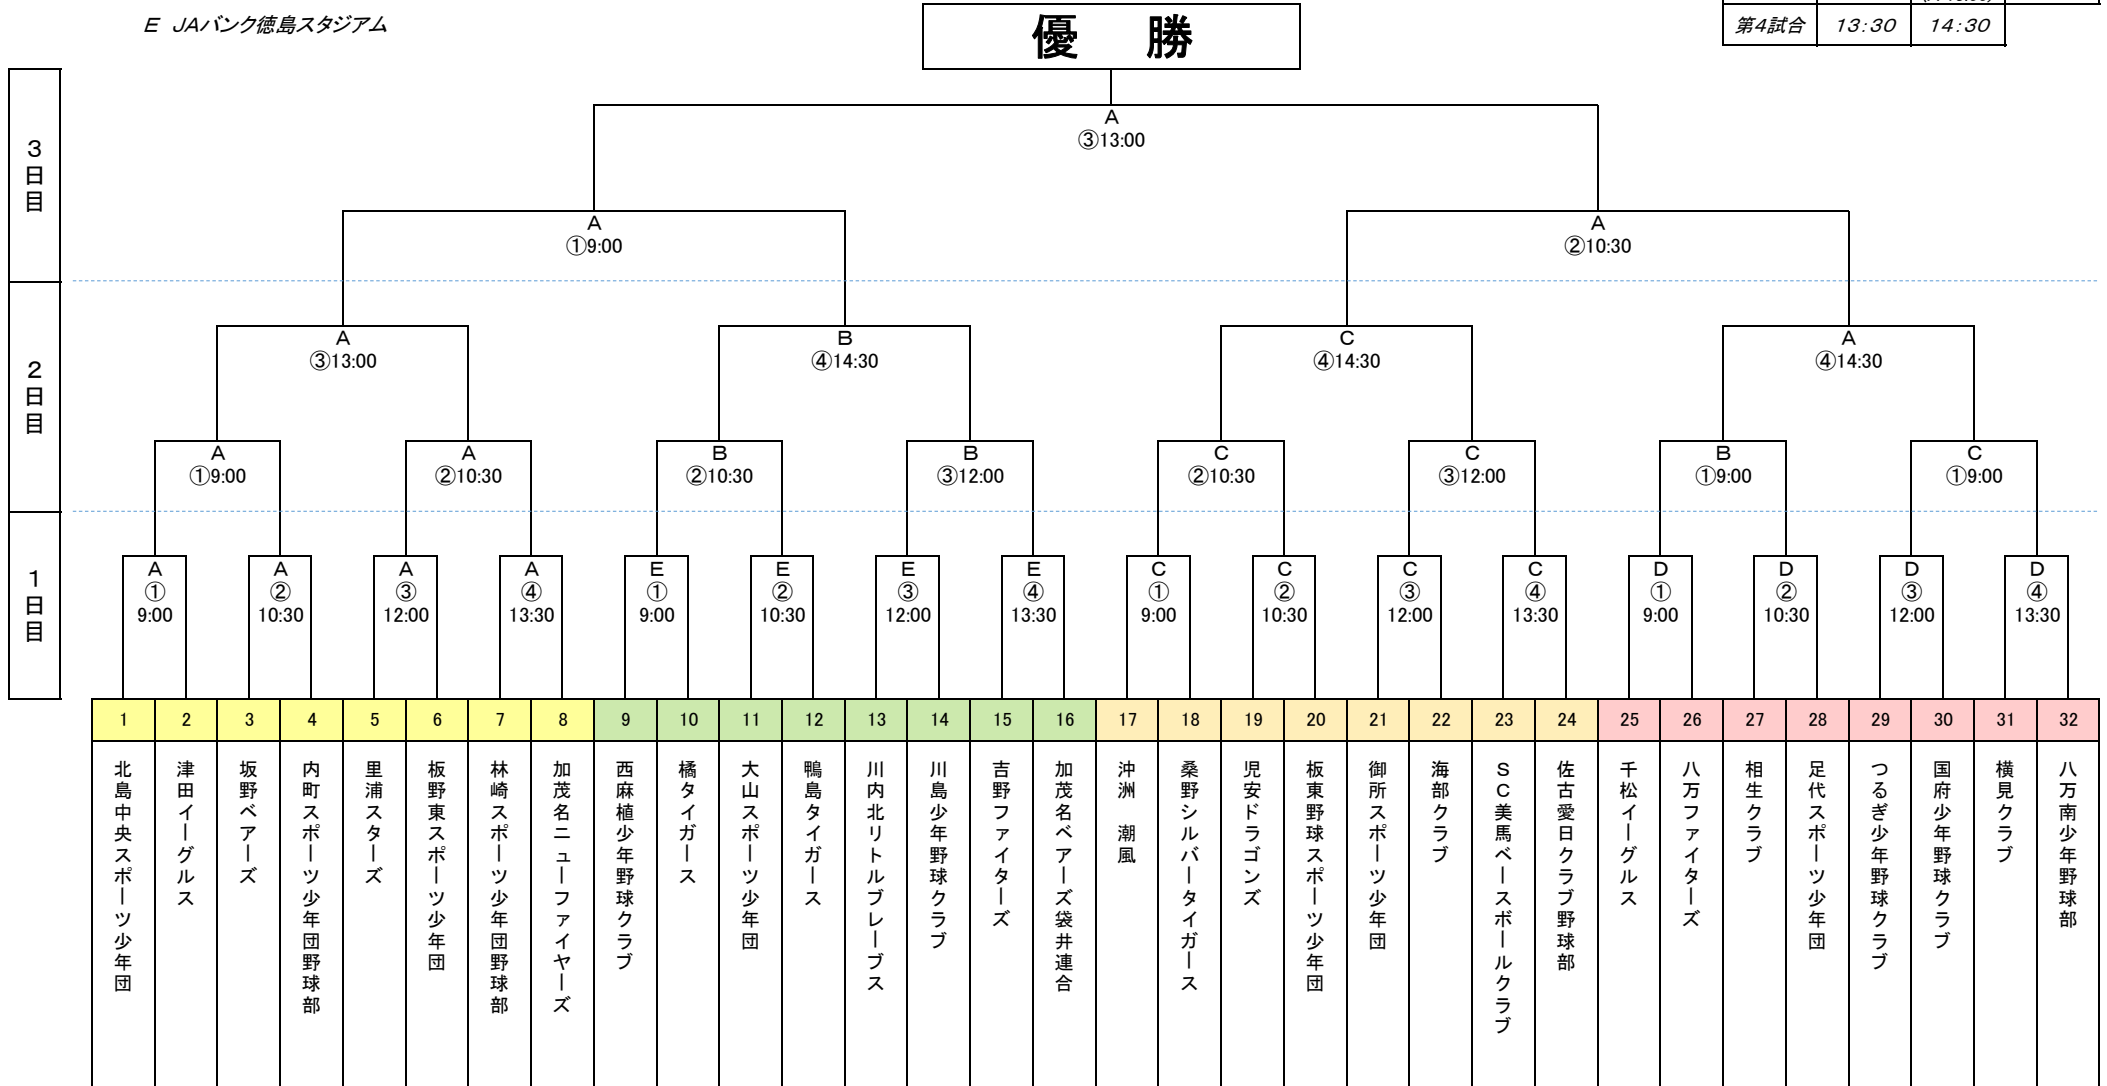 E JAバンク徳島スタジアム
優 勝
第4試合 13:30 14:30
3日目
A
③13:00
A
①9:00
A
②10:30
2日目
A
③13:00
B
④14:30
C
④14:30
A
④14:30
A
①9:00
A
②10:30
B
②10:30
B
③12:00
C
②10:30
C
③12:00
B
①9:00
C
①9:00
1日目
A
①
9:00
A
②
10:30
A
③
12:00
A
④
13:30
E
①
9:00
E
②
10:30
E
③
12:00
E
④
13:30
C
①
9:00
C
②
10:30
C
③
12:00
C
④
13:30
D
①
9:00
D
②
10:30
D
③
12:00
D
④
13:30
1 2 3 4 5 6 7 8 9 10 11 12 13 14 15 16 17 18 19 20 21 22 23 24 25 26 27 28 29 30 31 32
北島中央スポーツ少年団
津田イーグルス
坂野ベアーズ
内町スポーツ少年団野球部
里浦スターズ
板野東スポーツ少年団
林崎スポーツ少年団野球部
加茂名ニューファイヤーズ
西麻植少年野球クラブ
橘タイガース
大山スポーツ少年団
鴨島タイガース
川内北リトルブレーブス
川島少年野球クラブ
吉野ファイターズ
加茂名ベアーズ袋井連合
沖洲 潮風
桑野シルバータイガース
児安ドラゴンズ
板東野球スポーツ少年団
御所スポーツ少年団
海部クラブ
SC美馬ベースボールクラブ
佐古愛日クラブ野球部
千松イーグルス
八万ファイターズ
相生クラブ
足代スポーツ少年団
つるぎ少年野球クラブ
国府少年野球クラブ
横見クラブ
八万南少年野球部